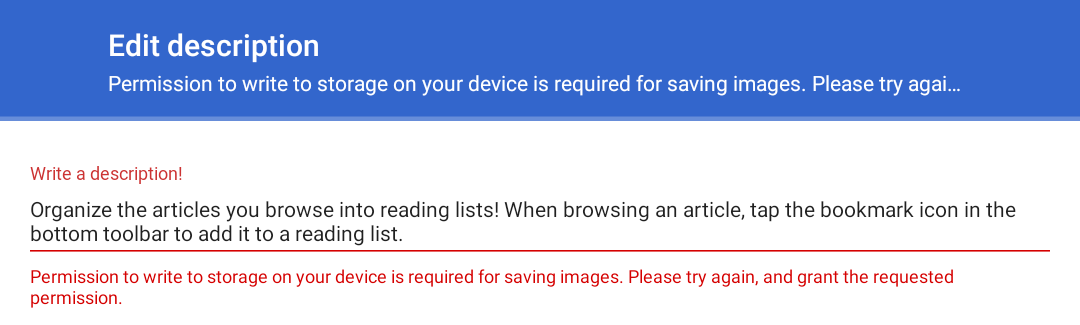 Edit description
Permission to write to storage on your device is required for saving images. Please try agai…
Write a description!
Organize the articles you browse into reading lists! When browsing an article, tap the bookmark icon in the
bottom toolbar to add it to a reading list.
Permission to write to storage on your device is required for saving images. Please try again, and grant the requested
permission.